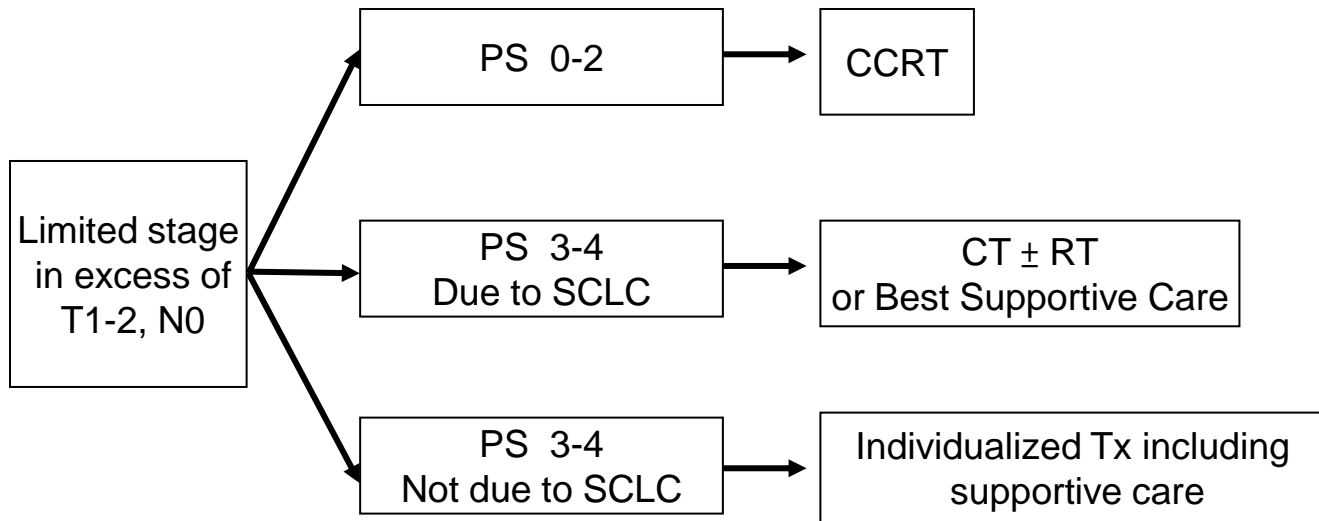 PS 0-2
CCRT
Limited stage
in excess of
T1-2, N0
PS 3-4
Due to SCLC
CT ± RT
or Best Supportive Care
PS 3-4
Not due to SCLC
Individualized Tx including
supportive care